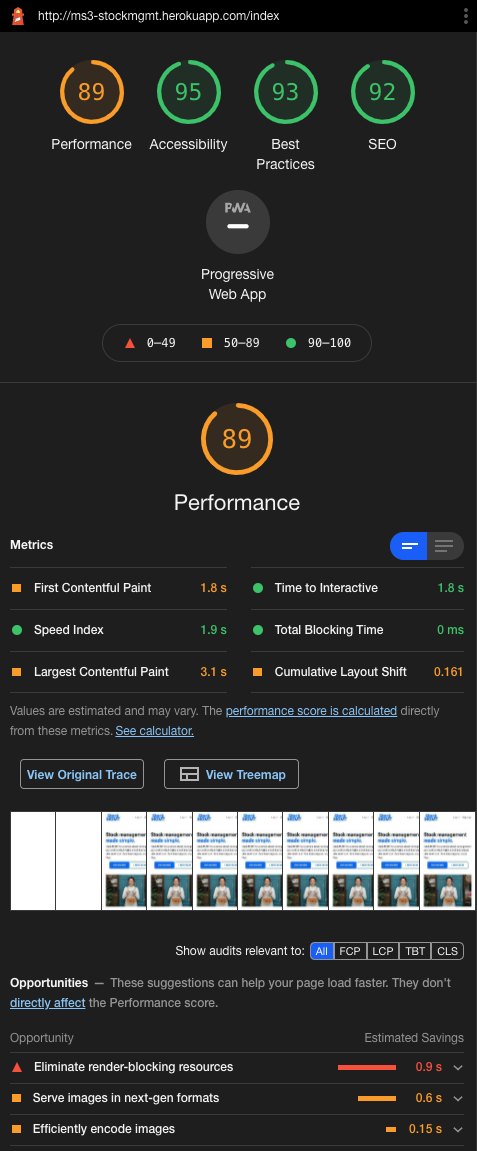 http://ms3-stockmgmt.herokuapp.com/index
89
95
93
92
Performance
Accessibility
Best
Practices
SEO
PWA
Progressive
Web App
0–49
50–89
90–100
89
Performance
Metrics
First Contentful Paint 1.8 s
Time to Interactive 1.8 s
Speed Index 1.9 s
Total Blocking Time 0 ms
Largest Contentful Paint 3.1 s
Cumulative Layout Shift 0.161
Values are estimated and may vary. The performance score is calculated directly
from these metrics. See calculator.
View Original Trace
View Treemap
Stock management
made simple.
Show audits relevant to: All FCP LCP TBT CLS
Opportunities — These suggestions can help your page load faster. They don't
directly affect the Performance score.
Opportunity Estimated Savings
Eliminate render-blocking resources 0.9 s
Serve images in next-gen formats 0.6 s
Efficiently encode images 0.15 s